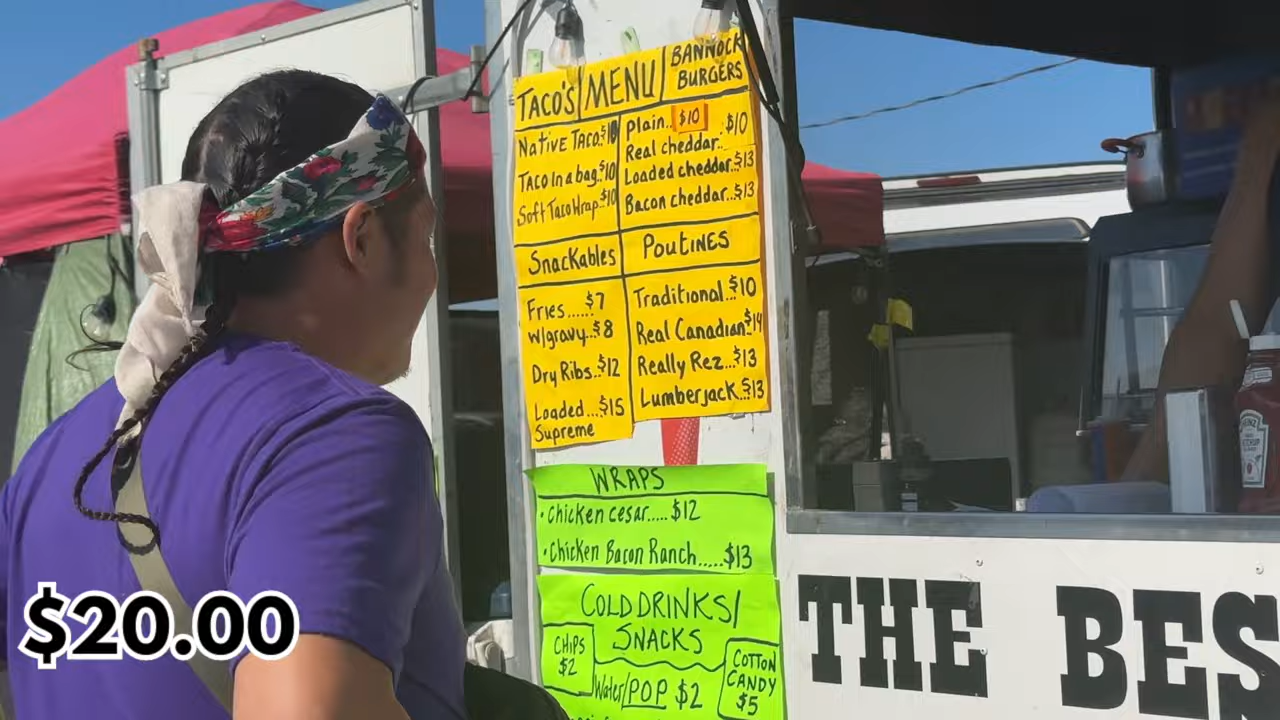 TACO'S MENU BANNOCK BURGERS
Native Taco.$10
Taco In a bag.$10
Soft Taco Wrap.$10
Plain.. $10
Real cheddar.. $10
Loaded cheddar..$13
Bacon cheddar..$13
Snackables
Fries.....$7
w/gravy..$8
Dry Ribs..$12
Loaded...$15
Supreme
Poutines
Traditional..$10
Real Canadian.$14
Really Rez..$13
Lumberjack..$13
WRAPS
• Chicken cesar..... $12
• Chicken Bacon Ranch.....$13
COLD DRINKS/
SNACKS
CHIPS
$2
Water/POP $2
COTTON
CANDY
$5
THE BES
HEINZ
KETCHUP
$20.00